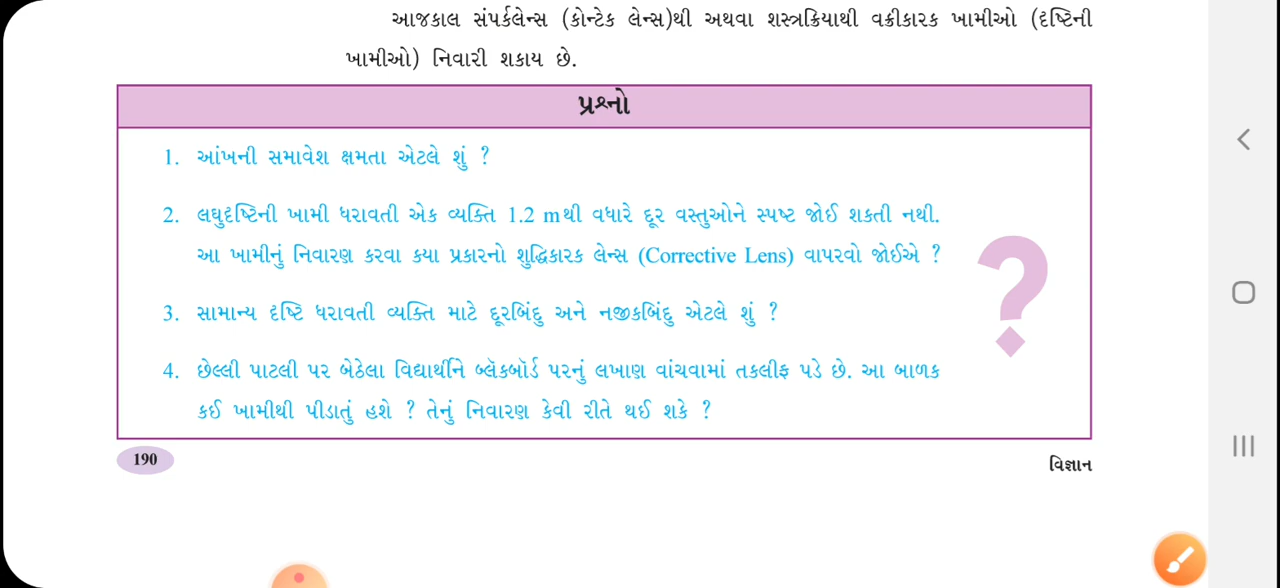 આજકાલ સંપર્કલેન્સ (કોન્ટેક લેન્સ)થી અથવા શસ્ત્રક્રિયાથી વક્રીકારક ખામીઓ (દૃષ્ટિની
ખામીઓ) નિવારી શકાય છે.
પ્રશ્નો
1. આંખની સમાવેશ ક્ષમતા એટલે શું ?
2. લઘુદૃષ્ટિની ખામી ધરાવતી એક વ્યક્તિ 1.2 mથી વધારે દૂર વસ્તુઓને સ્પષ્ટ જોઈ શકતી નથી.
આ ખામીનું નિવારણ કરવા કયા પ્રકારનો શુદ્ધિકારક લેન્સ (Corrective Lens) વાપરવો જોઈએ ?
3. સામાન્ય દૃષ્ટિ ધરાવતી વ્યક્તિ માટે દૂરબિંદુ અને નજીકબિંદુ એટલે શું ?
4. છેલ્લી પાટલી પર બેઠેલા વિદ્યાર્થીને બ્લૅકબૉર્ડ પરનું લખાણ વાંચવામાં તકલીફ પડે છે. આ બાળક
કઈ ખામીથી પીડાતું હશે ? તેનું નિવારણ કેવી રીતે થઈ શકે ?
?
190
વિજ્ઞાન